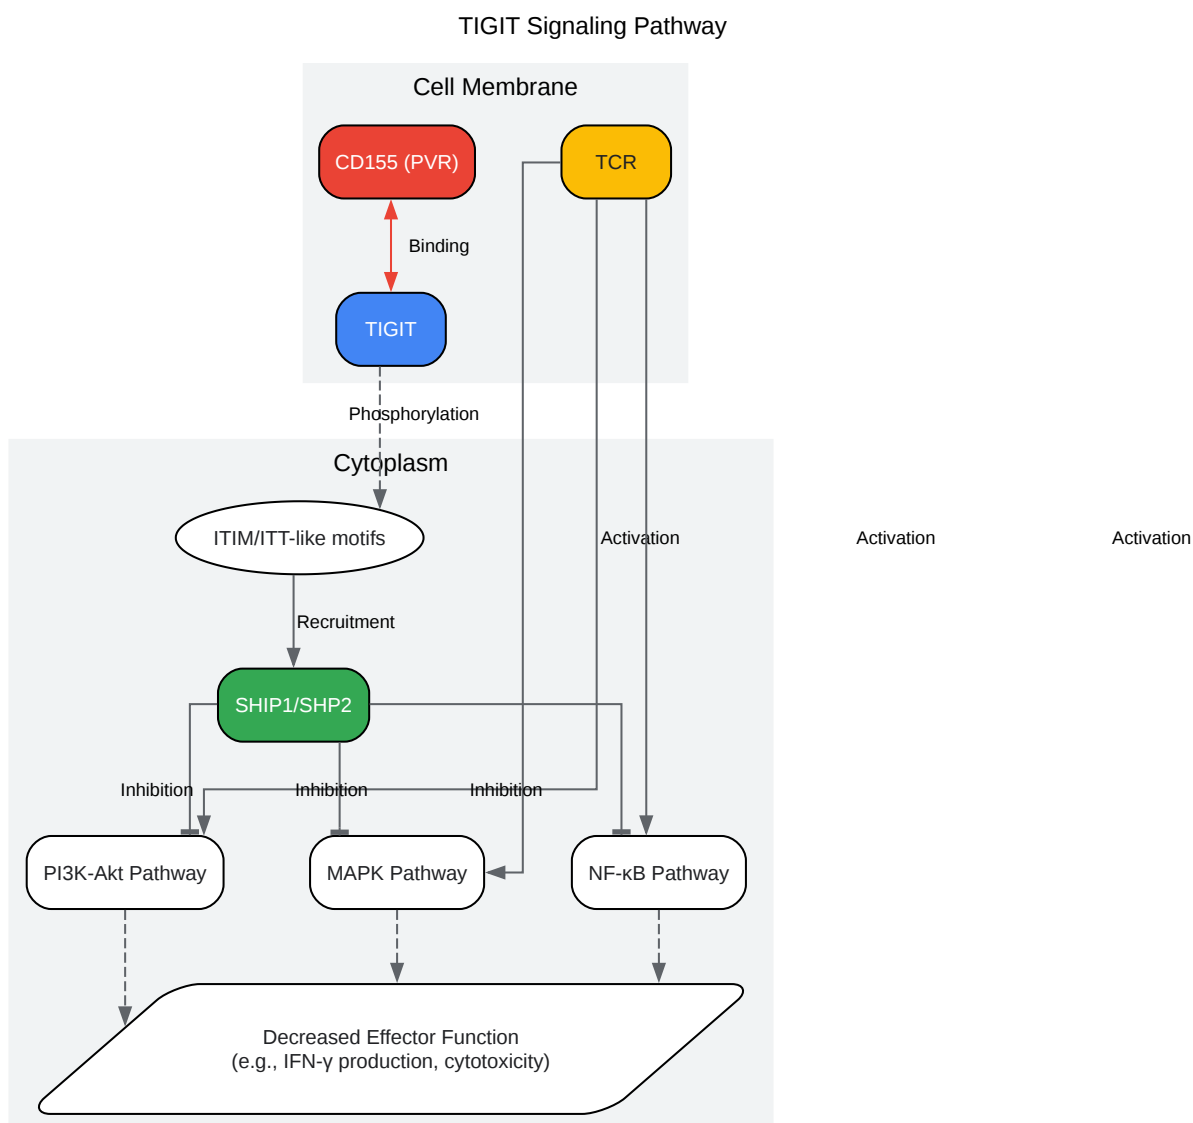 TIGIT Signaling Pathway
Cell Membrane
CD155 (PVR)
TCR
Binding
TIGIT
Phosphorylation
Cytoplasm
ITIM/ITT-like motifs
Activation
Activation
Activation
Recruitment
SHIP1/SHP2
Inhibition
Inhibition
Inhibition
PI3K-Akt Pathway
MAPK Pathway
NF-κB Pathway
Decreased Effector Function
(e.g., IFN-γ production, cytotoxicity)